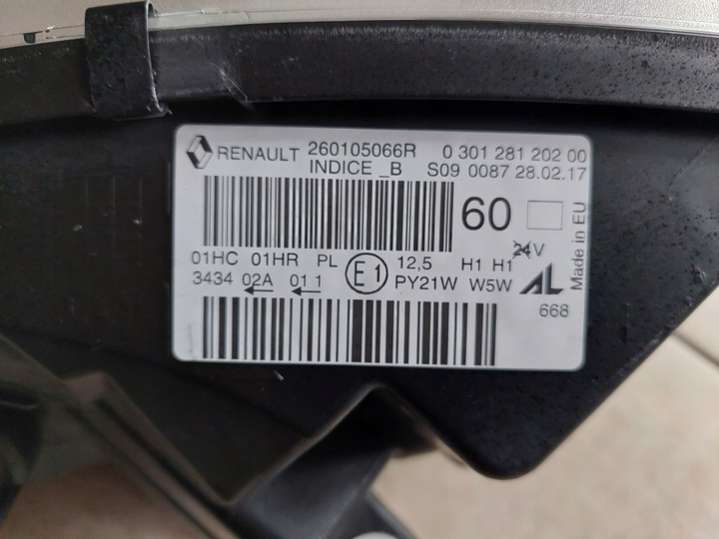 RENAULT 260105066R 0 301 281 202 00
INDICE _B S09 0087 28.02.17
60
24V
01HC 01HR PL E1 12,5 H1 H1
3434 02A 01 1 PY21W W5W AL
668
Made in EU